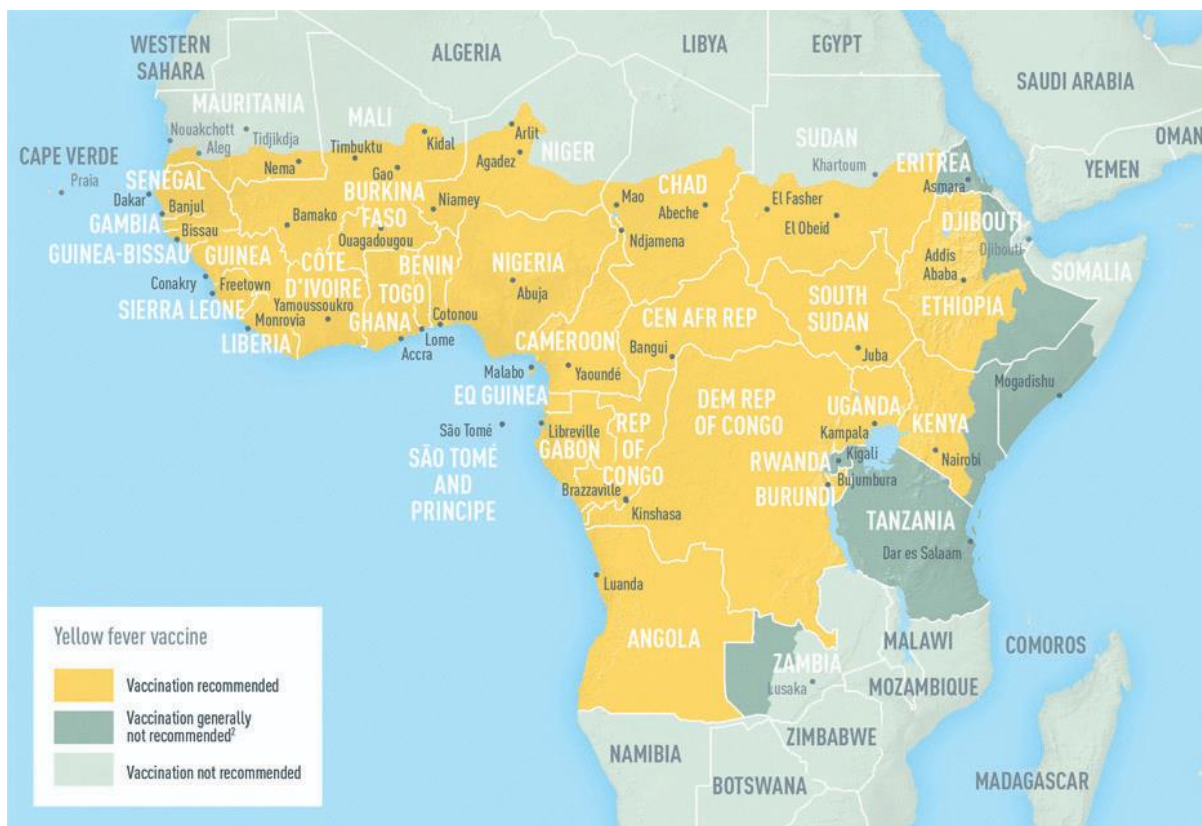 WESTERN
SAHARA
ALGERIA
LIBYA
EGYPT
SAUDI ARABIA
OMAN
YEMEN
MAURITANIA
Nouakchott
Tidjikdja
Aleg
MALI
Timbuktu
Kidal
Arlit
Agadez
NIGER
SUDAN
Khartoum
ERITREA
Asmara
CAPE VERDE
Praia
Nema
Gao
SENEGAL
Dakar
Banjul
GAMBIA
Bissau
GUINEA-BISSAU
Bamako
BURKINA
FASO
Ouagadougou
Niamey
Mao
CHAD
Abeche
Ndjamena
El Fasher
El Obeid
DJIBOUTI
Djibouti
Addis
Ababa
SOMALIA
ETHIOPIA
GUINEA
Conakry
Freetown
SIERRA LEONE
CÔTE
D'IVOIRE
Yamoussoukro
Monrovia
LIBERIA
GHANA
TOGO
BENIN
Cotonou
Lome
Accra
NIGERIA
Abuja
CAMEROON
Yaoundé
CEN AFR REP
Bangui
SOUTH
SUDAN
Juba
Malabo
EQ GUINEA
São Tomé
SÃO TOMÉ
AND
PRINCIPE
Libreville
GABON
REP
OF
CONGO
Brazzaville
Kinshasa
DEM REP
OF CONGO
UGANDA
Kampala
KENYA
Nairobi
Mogadishu
RWANDA
Kigali
Bujumbura
BURUNDI
TANZANIA
Dar es Salaam
Luanda
ANGOLA
ZAMBIA
Lusaka
MALAWI
MOZAMBIQUE
COMOROS
ZIMBABWE
NAMIBIA
BOTSWANA
MADAGASCAR
Yellow fever vaccine
Vaccination recommended
Vaccination generally
not recommended²
Vaccination not recommended